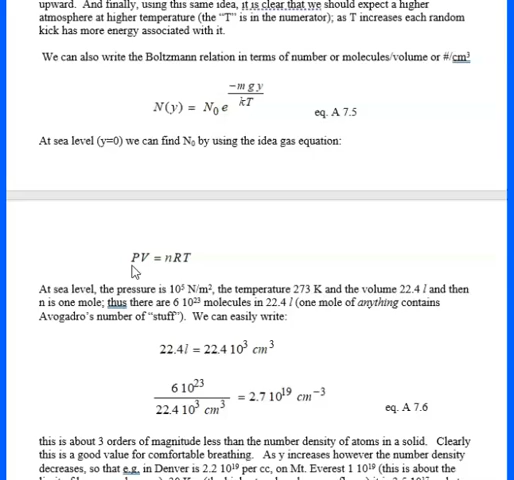 upward. And finally, using this same idea, it is clear that we should expect a higher
atmosphere at higher temperature (the "T" is in the numerator); as T increases each random
kick has more energy associated with it.
We can also write the Boltzmann relation in terms of number or molecules/volume or #/cm³
N(y) = N₀ e^(−m g y / kT) eq. A 7.5
At sea level (y=0) we can find N₀ by using the idea gas equation:
PV = nRT
At sea level, the pressure is 10⁵ N/m², the temperature 273 K and the volume 22.4 l and then
n is one mole; thus there are 6 10²³ molecules in 22.4 l (one mole of anything contains
Avogadro's number of "stuff"). We can easily write:
22.4l = 22.4 10³ cm³
6 10²³ / 22.4 10³ cm³ = 2.7 10¹⁹ cm⁻³ eq. A 7.6
this is about 3 orders of magnitude less than the number density of atoms in a solid. Clearly
this is a good value for comfortable breathing. As y increases however the number density
decreases, so that e.g. in Denver is 2.2 10¹⁹ per cc, on Mt. Everest 1 10¹⁹ (this is about the